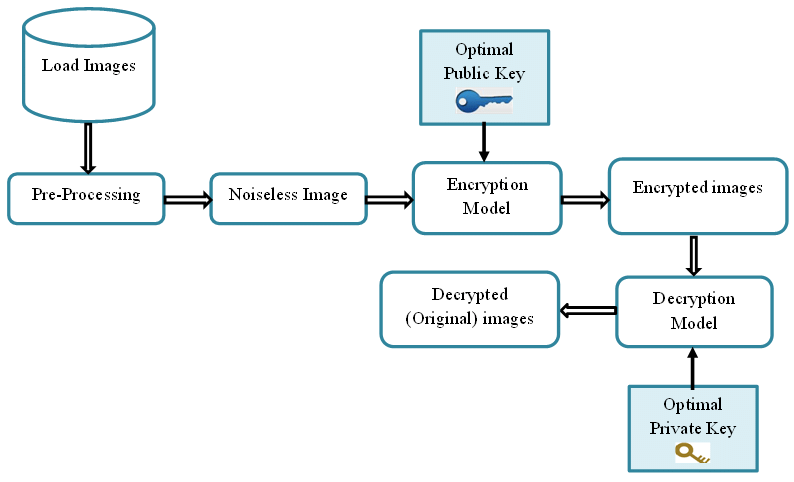 Load Images
Optimal
Public Key
Pre-Processing
Noiseless Image
Encryption
Model
Encrypted images
Decrypted
(Original) images
Decryption
Model
Optimal
Private Key